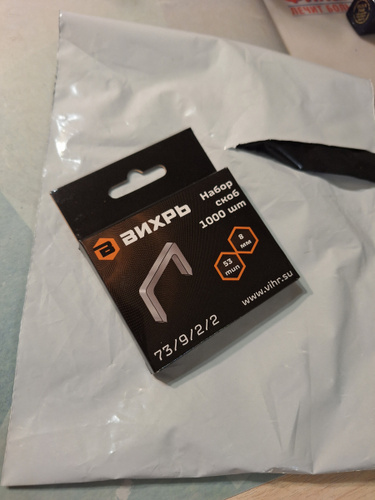 ВИХРЬ
Набор
скоб
1000 шт
8
мм
53
тип
www.vihr.su
73/9/2/2